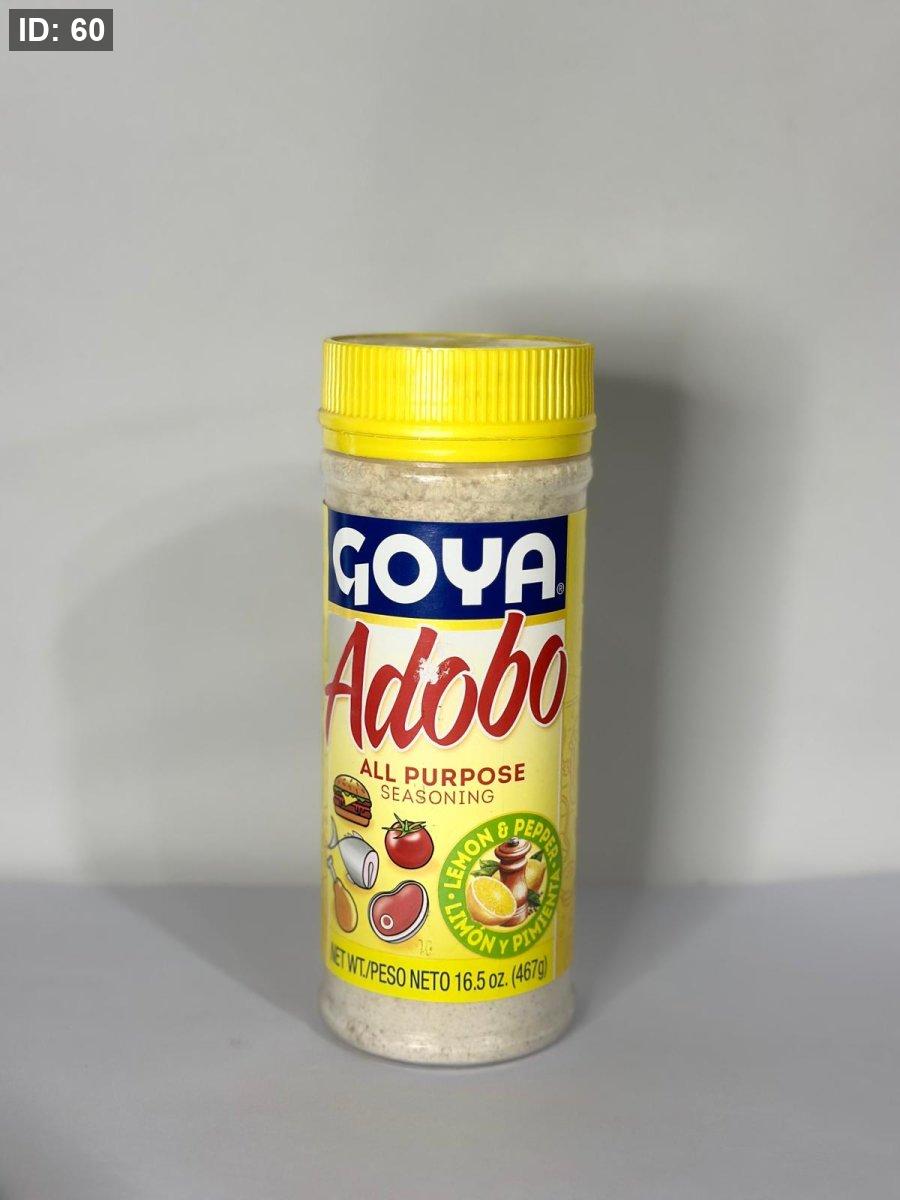 ID: 60
GOYA®
Adobo
ALL PURPOSE
SEASONING
LEMON & PEPPER
LIMÓN Y PIMIENTA
NET WT./PESO NETO 16.5 oz. (467g)